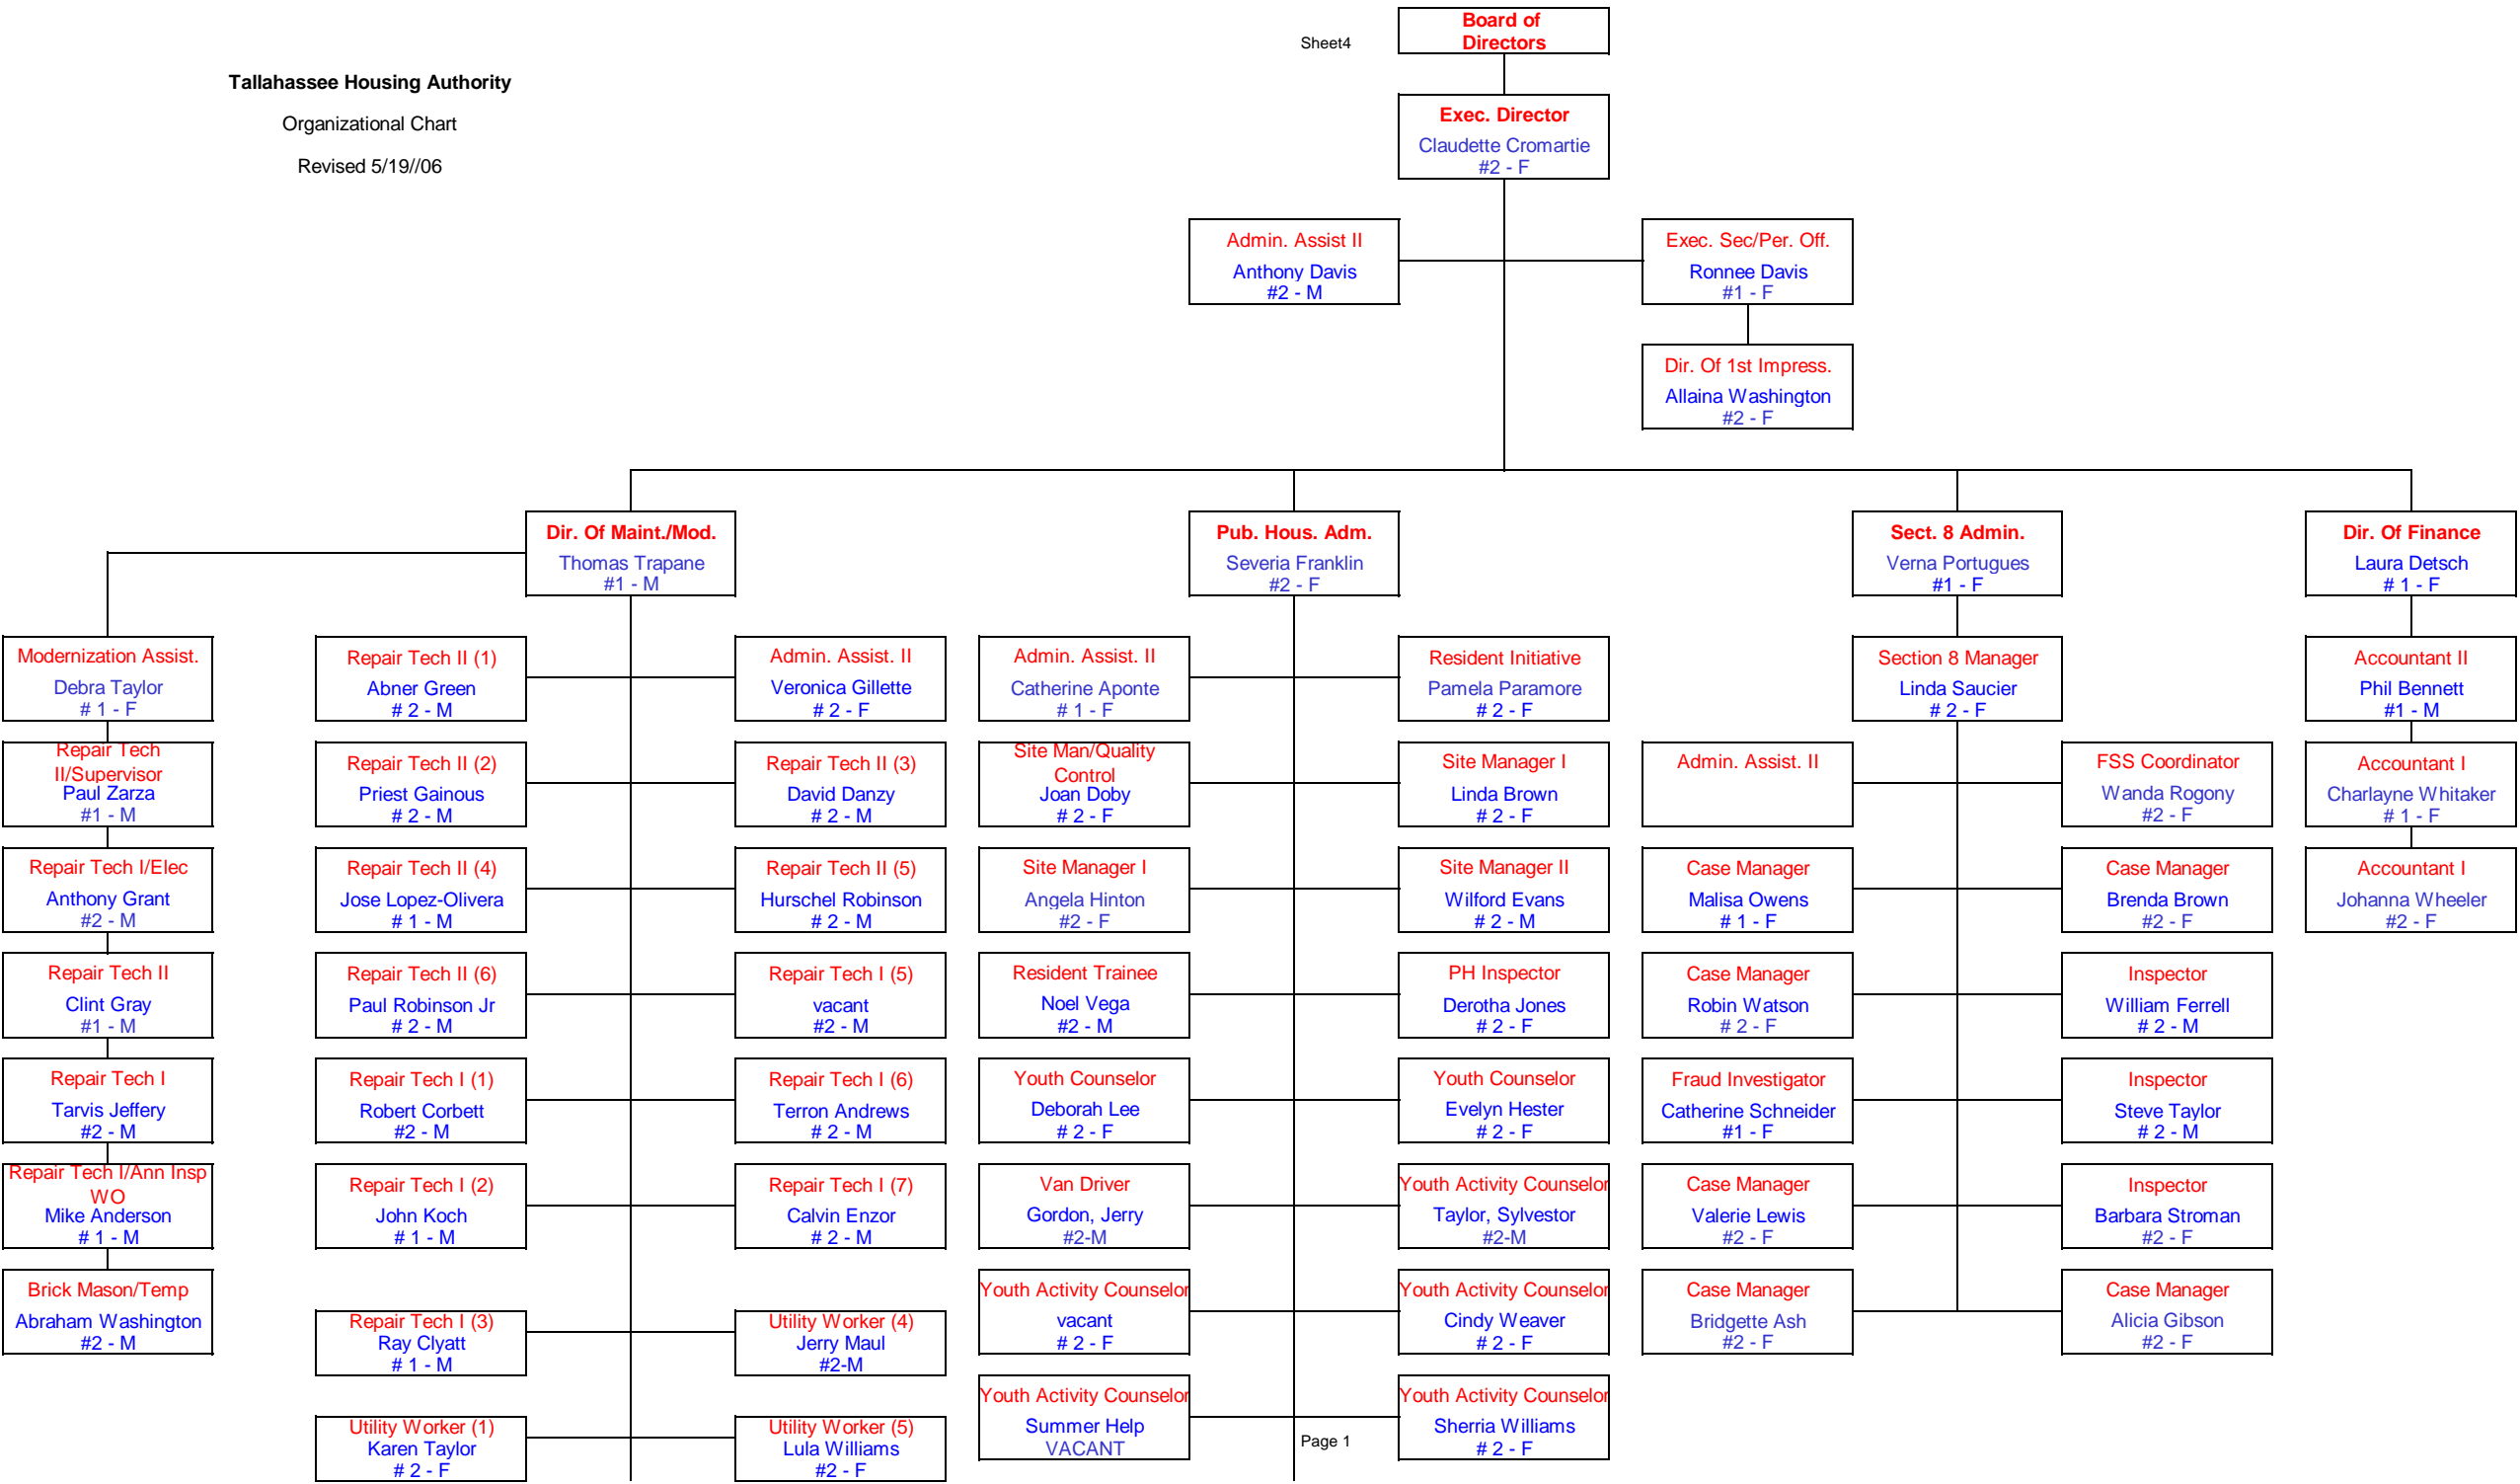 Sheet4
Board of
Directors
Tallahassee Housing Authority
Organizational Chart
Revised 5/19//06
Exec. Director
Claudette Cromartie
#2 - F
Admin. Assist II
Anthony Davis
#2 - M
Exec. Sec/Per. Off.
Ronnee Davis
#1 - F
Dir. Of 1st Impress.
Allaina Washington
#2 - F
Dir. Of Maint./Mod.
Thomas Trapane
#1 - M
Pub. Hous. Adm.
Severia Franklin
#2 - F
Sect. 8 Admin.
Verna Portugues
#1 - F
Dir. Of Finance
Laura Detsch
# 1 - F
Modernization Assist.
Debra Taylor
# 1 - F
Repair Tech II (1)
Abner Green
# 2 - M
Admin. Assist. II
Veronica Gillette
# 2 - F
Admin. Assist. II
Catherine Aponte
# 1 - F
Resident Initiative
Pamela Paramore
# 2 - F
Section 8 Manager
Linda Saucier
# 2 - F
Accountant II
Phil Bennett
#1 - M
Repair Tech
II/Supervisor
Paul Zarza
#1 - M
Repair Tech II (2)
Priest Gainous
# 2 - M
Repair Tech II (3)
David Danzy
# 2 - M
Site Man/Quality
Control
Joan Doby
# 2 - F
Site Manager I
Linda Brown
# 2 - F
Admin. Assist. II
FSS Coordinator
Wanda Rogony
#2 - F
Accountant I
Charlayne Whitaker
# 1 - F
Repair Tech I/Elec
Anthony Grant
#2 - M
Repair Tech II (4)
Jose Lopez-Olivera
# 1 - M
Repair Tech II (5)
Hurschel Robinson
# 2 - M
Site Manager I
Angela Hinton
#2 - F
Site Manager II
Wilford Evans
# 2 - M
Case Manager
Malisa Owens
# 1 - F
Case Manager
Brenda Brown
#2 - F
Accountant I
Johanna Wheeler
#2 - F
Repair Tech II
Clint Gray
#1 - M
Repair Tech II (6)
Paul Robinson Jr
# 2 - M
Repair Tech I (5)
vacant
#2 - M
Resident Trainee
Noel Vega
#2 - M
PH Inspector
Derotha Jones
# 2 - F
Case Manager
Robin Watson
# 2 - F
Inspector
William Ferrell
# 2 - M
Repair Tech I
Tarvis Jeffery
#2 - M
Repair Tech I (1)
Robert Corbett
#2 - M
Repair Tech I (6)
Terron Andrews
# 2 - M
Youth Counselor
Deborah Lee
# 2 - F
Youth Counselor
Evelyn Hester
# 2 - F
Fraud Investigator
Catherine Schneider
#1 - F
Inspector
Steve Taylor
# 2 - M
Repair Tech I/Ann Insp
WO
Mike Anderson
# 1 - M
Repair Tech I (2)
John Koch
# 1 - M
Repair Tech I (7)
Calvin Enzor
# 2 - M
Van Driver
Gordon, Jerry
#2-M
Youth Activity Counselor
Taylor, Sylvestor
#2-M
Case Manager
Valerie Lewis
#2 - F
Inspector
Barbara Stroman
#2 - F
Brick Mason/Temp
Abraham Washington
#2 - M
Repair Tech I (3)
Ray Clyatt
# 1 - M
Utility Worker (4)
Jerry Maul
#2-M
Youth Activity Counselor
vacant
# 2 - F
Youth Activity Counselor
Cindy Weaver
# 2 - F
Case Manager
Bridgette Ash
#2 - F
Case Manager
Alicia Gibson
#2 - F
Utility Worker (1)
Karen Taylor
# 2 - F
Utility Worker (5)
Lula Williams
#2 - F
Youth Activity Counselor
Summer Help
VACANT
Youth Activity Counselor
Sherria Williams
# 2 - F
Page 1